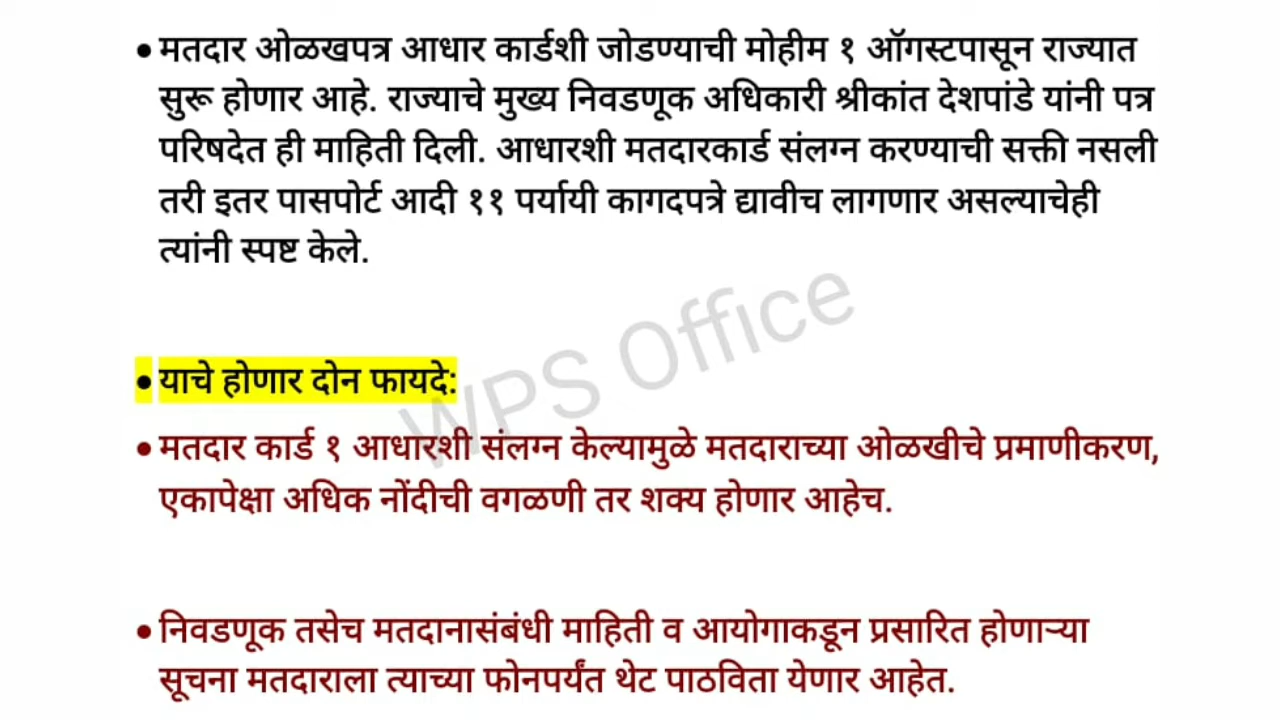 • मतदार ओळखपत्र आधार कार्डशी जोडण्याची मोहीम १ ऑगस्टपासून राज्यात
सुरू होणार आहे. राज्याचे मुख्य निवडणूक अधिकारी श्रीकांत देशपांडे यांनी पत्र
परिषदेत ही माहिती दिली. आधारशी मतदारकार्ड संलग्न करण्याची सक्ती नसली
तरी इतर पासपोर्ट आदी ११ पर्यायी कागदपत्रे द्यावीच लागणार असल्याचेही
त्यांनी स्पष्ट केले.
WPS Office
• याचे होणार दोन फायदे:
• मतदार कार्ड १ आधारशी संलग्न केल्यामुळे मतदाराच्या ओळखीचे प्रमाणीकरण,
एकापेक्षा अधिक नोंदीची वगळणी तर शक्य होणार आहेच.
• निवडणूक तसेच मतदानासंबंधी माहिती व आयोगाकडून प्रसारित होणाऱ्या
सूचना मतदाराला त्याच्या फोनपर्यंत थेट पाठविता येणार आहेत.